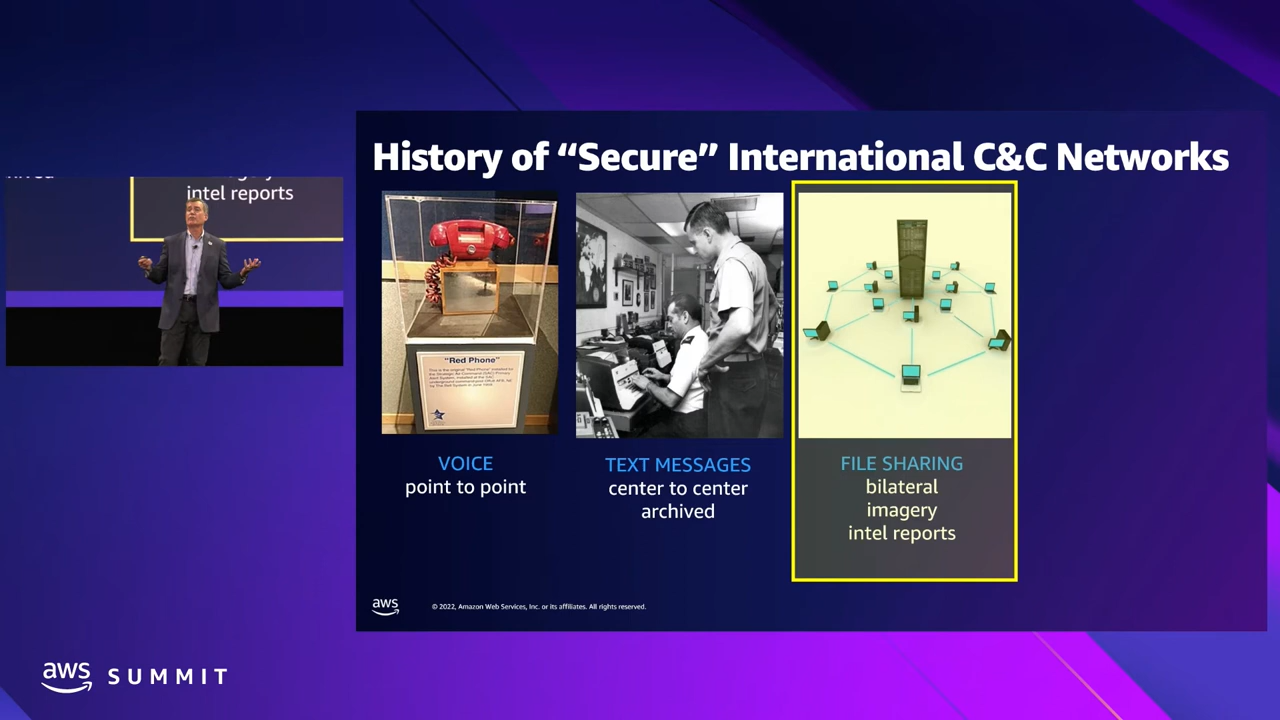 History of “Secure” International C&C Networks
intel reports
“Red Phone”
VOICE
point to point
TEXT MESSAGES
center to center
archived
FILE SHARING
bilateral
imagery
intel reports
aws
© 2022, Amazon Web Services, Inc. or its affiliates. All rights reserved.
aws SUMMIT